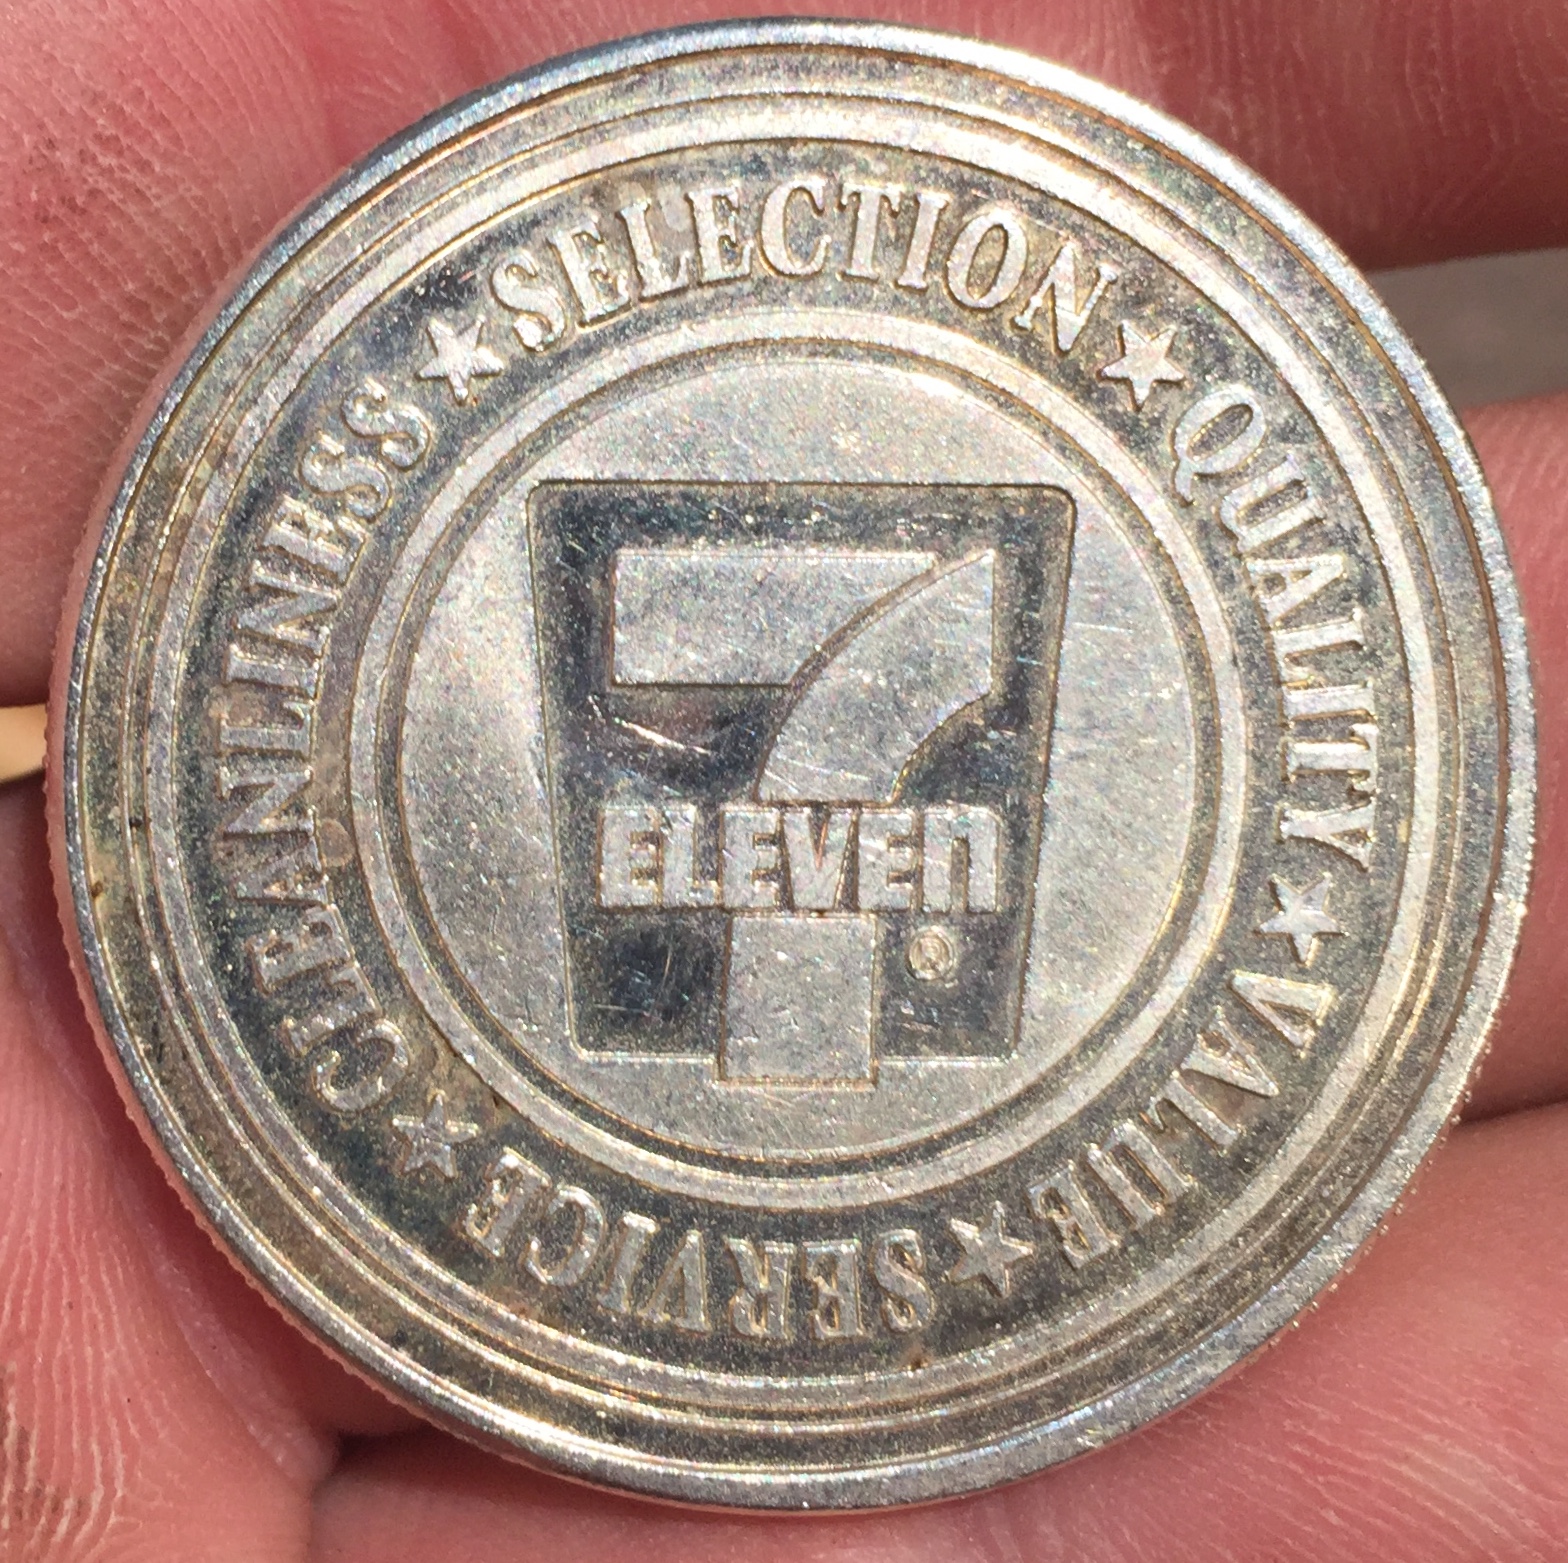 ★ SELECTION ★ QUALITY ★ VALUE ★ SERVICE ★ CLEANLINESS
7
ELEVEn
®